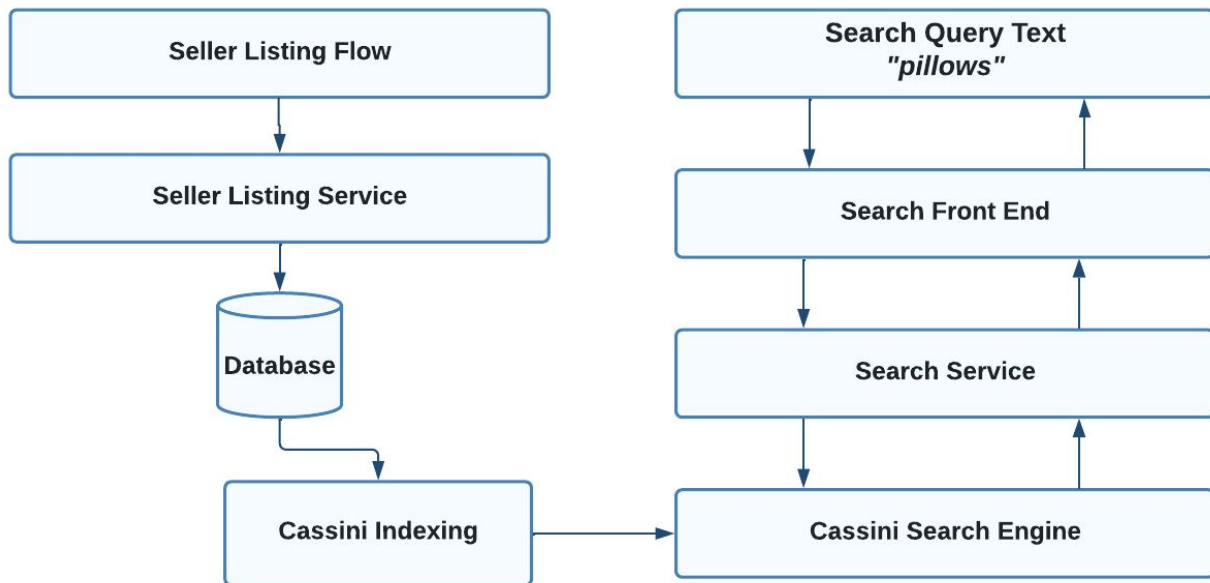 Seller Listing Flow
Seller Listing Service
Database
Cassini Indexing
Search Query Text
"pillows"
Search Front End
Search Service
Cassini Search Engine